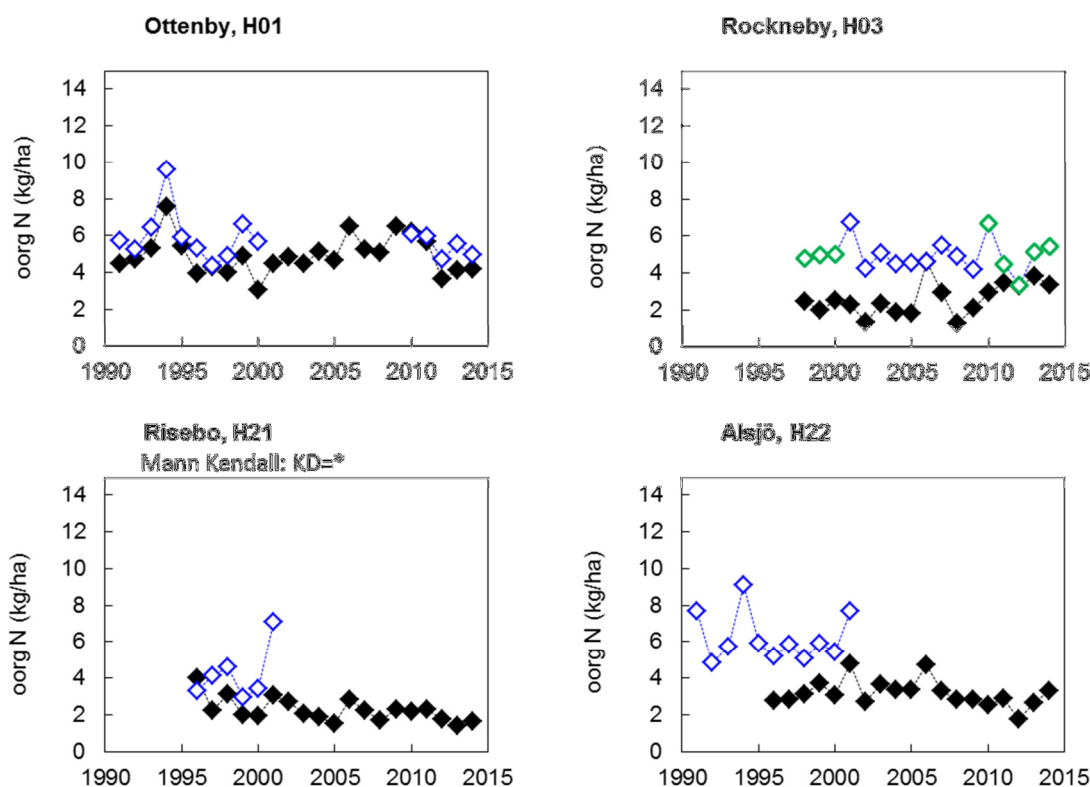 Ottenby, H01
oorg N (kg/ha)
14
12
10
8
6
4
2
0
1990 1995 2000 2005 2010 2015
Rockneby, H03
oorg N (kg/ha)
14
12
10
8
6
4
2
0
1990 1995 2000 2005 2010 2015
Risebo, H21
Mann Kendall: KD=*
oorg N (kg/ha)
14
12
10
8
6
4
2
0
1990 1995 2000 2005 2010 2015
Alsjö, H22
oorg N (kg/ha)
14
12
10
8
6
4
2
0
1990 1995 2000 2005 2010 2015